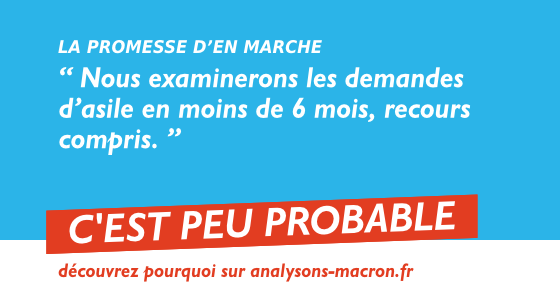 LA PROMESSE D’EN MARCHE
“ Nous examinerons les demandes
d’asile en moins de 6 mois, recours
compris. ”
C'EST PEU PROBABLE
découvrez pourquoi sur analysons-macron.fr